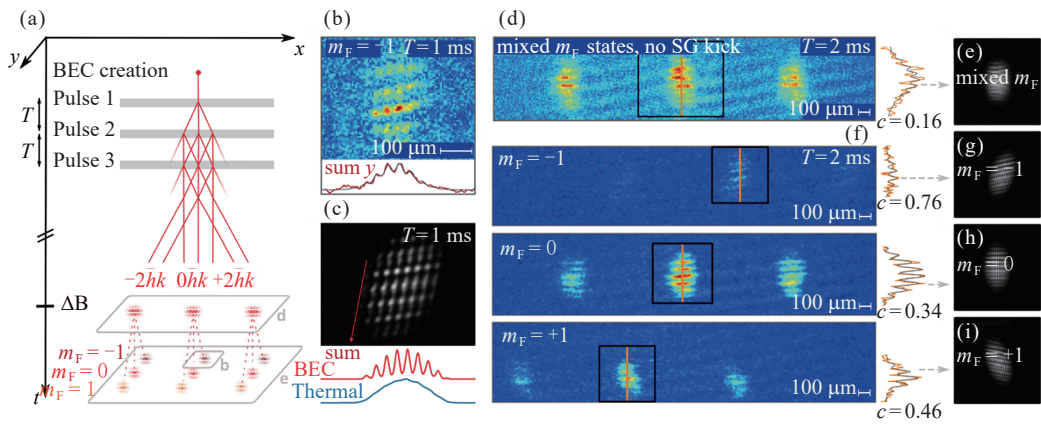 (a)
x
y
BEC creation
Pulse 1
T
Pulse 2
T
Pulse 3
−2ħk 0ħk +2ħk
ΔB
d
m_F = −1
m_F = 0
m_F = 1
b
e
t
(b)
m_F = −1 T = 1 ms
100 μm
sum y
(c)
T = 1 ms
sum
BEC
Thermal
(d)
mixed m_F states, no SG kick
T = 2 ms
100 μm
c = 0.16
(e)
mixed m_F
(f)
m_F = −1
T = 2 ms
100 μm
c = 0.76
(g)
m_F = −1
m_F = 0
100 μm
c = 0.34
(h)
m_F = 0
m_F = +1
100 μm
c = 0.46
(i)
m_F = +1